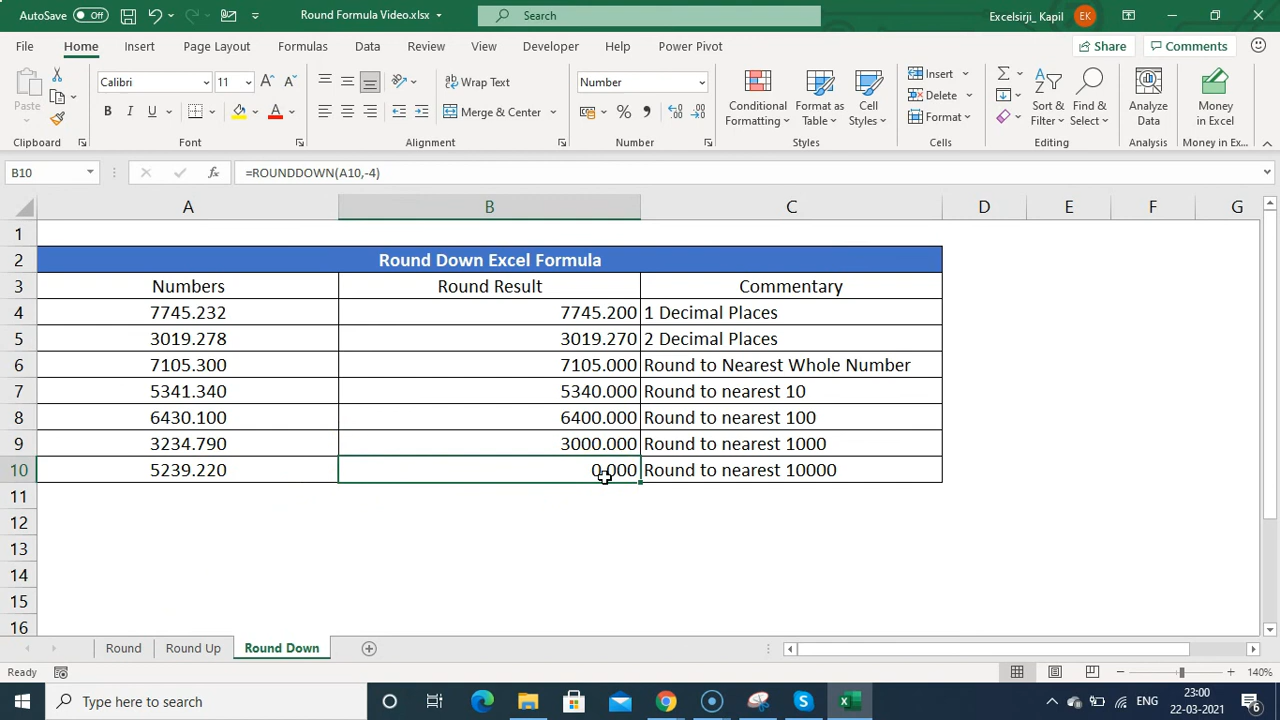 AutoSave Off Round Formula Video.xlsx Search Excelsirji_ Kapil EK
File Home Insert Page Layout Formulas Data Review View Developer Help Power Pivot Share Comments
Paste Calibri 11 A A Wrap Text Number Conditional Formatting Format as Table Cell Styles Insert Delete Format Sort & Filter Find & Select Analyze Data Money in Excel
B I U A Merge & Center % 
Clipboard Font Alignment Number Styles Cells Editing Analysis Money in Ex...
B10 fx =ROUNDDOWN(A10,-4)
A B C D E F G
1
2 Round Down Excel Formula
3 Numbers Round Result Commentary
4 7745.232 7745.200 1 Decimal Places
5 3019.278 3019.270 2 Decimal Places
6 7105.300 7105.000 Round to Nearest Whole Number
7 5341.340 5340.000 Round to nearest 10
8 6430.100 6400.000 Round to nearest 100
9 3234.790 3000.000 Round to nearest 1000
10 5239.220 0.000 Round to nearest 10000
11
12
13
14
15
16
Round Round Up Round Down
Ready 140%
Type here to search ENG 23:00
22-03-2021 6